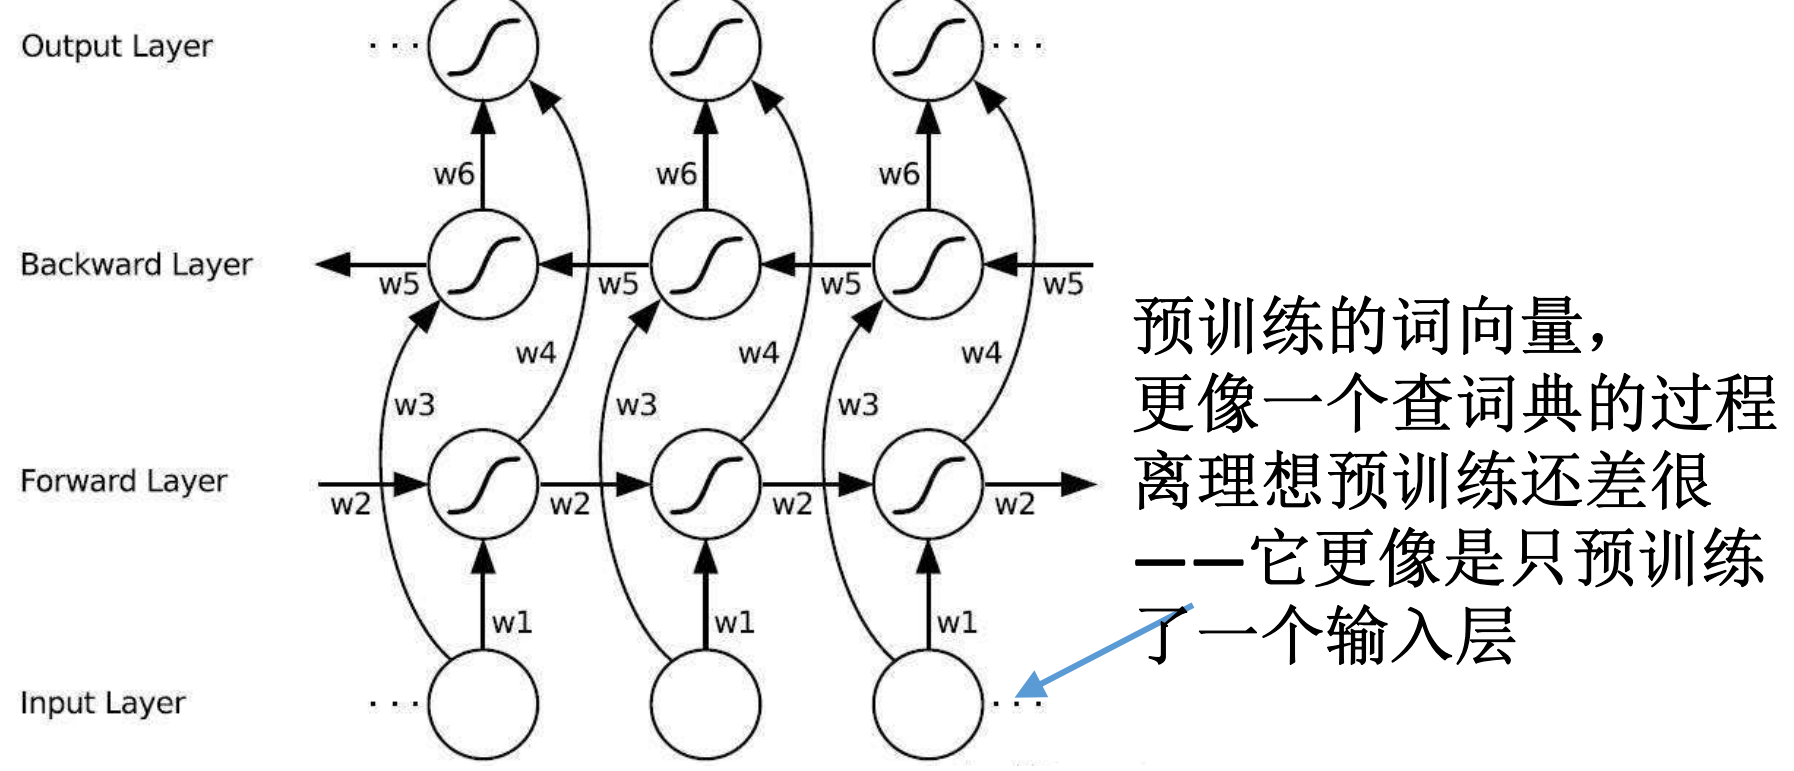 Output Layer
· · ·
· · ·
w6
w6
w6
Backward Layer
w5
w5
w5
w5
w4
w4
w4
w3
w3
w3
Forward Layer
w2
w2
w2
w2
w1
w1
w1
Input Layer
· · ·
· · ·
预训练的词向量，
更像一个查词典的过程
离理想预训练还差很
——它更像是只预训练
了一个输入层